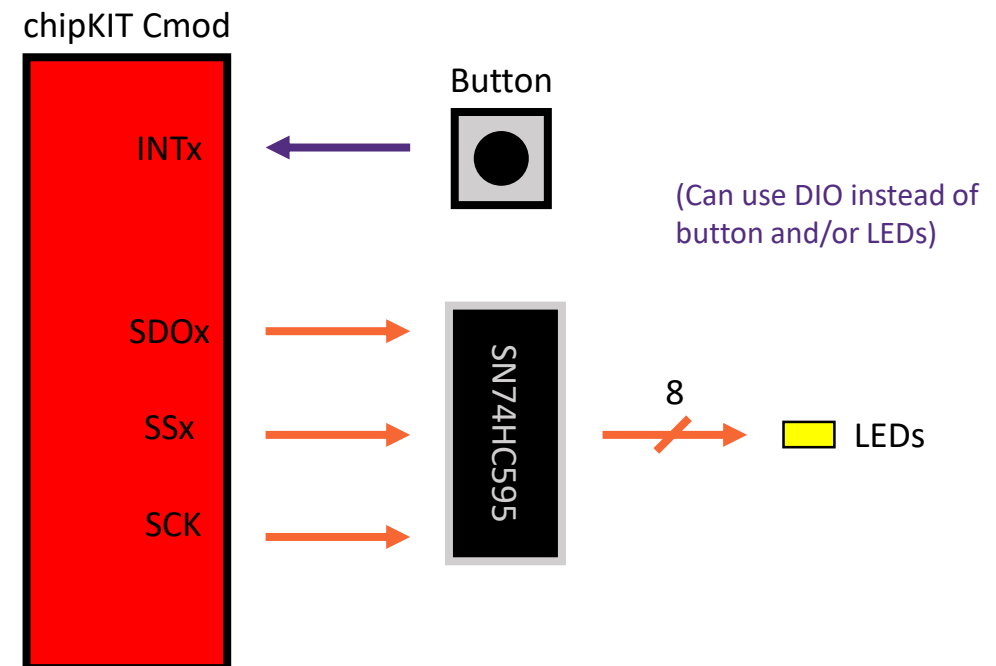 chipKIT Cmod
Button
INTx
(Can use DIO instead of
button and/or LEDs)
SDOx
SN74HC595
8
SSx
LEDs
SCK